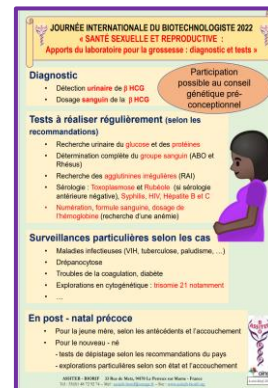 JOURNÉE INTERNATIONALE DU BIOTECHNOLOGISTE 2022
« SANTÉ SEXUELLE ET REPRODUCTIVE :
Apports du laboratoire pour la grossesse : diagnostic et tests »
Diagnostic
• Détection urinaire de β HCG
• Dosage sanguin de la β HCG
Participation
possible au conseil
génétique pré-
conceptionnel
Tests à réaliser régulièrement (selon les
recommandations)
• Recherche urinaire du glucose et des protéines
• Détermination complète du groupe sanguin (ABO et
Rhésus)
• Recherche des agglutinines irrégulières (RAI)
• Sérologie : Toxoplasmose et Rubéole (si sérologie
antérieure négative), Syphilis, HIV, Hépatite B et C
• Numération, formule sanguine, dosage de
l'hémoglobine (recherche d'une anémie)
Surveillances particulières selon les cas
• Maladies infectieuses (VIH, tuberculose, paludisme, …)
• Drépanocytose
• Troubles de la coagulation, diabète
• Explorations en cytogénétique : trisomie 21 notamment
• …
En post - natal précoce
• Pour la jeune mère, selon les antécédents et l'accouchement
• Pour le nouveau - né
- tests de dépistage selon les recommandations du pays
- explorations particulières selon son état et l'accouchement